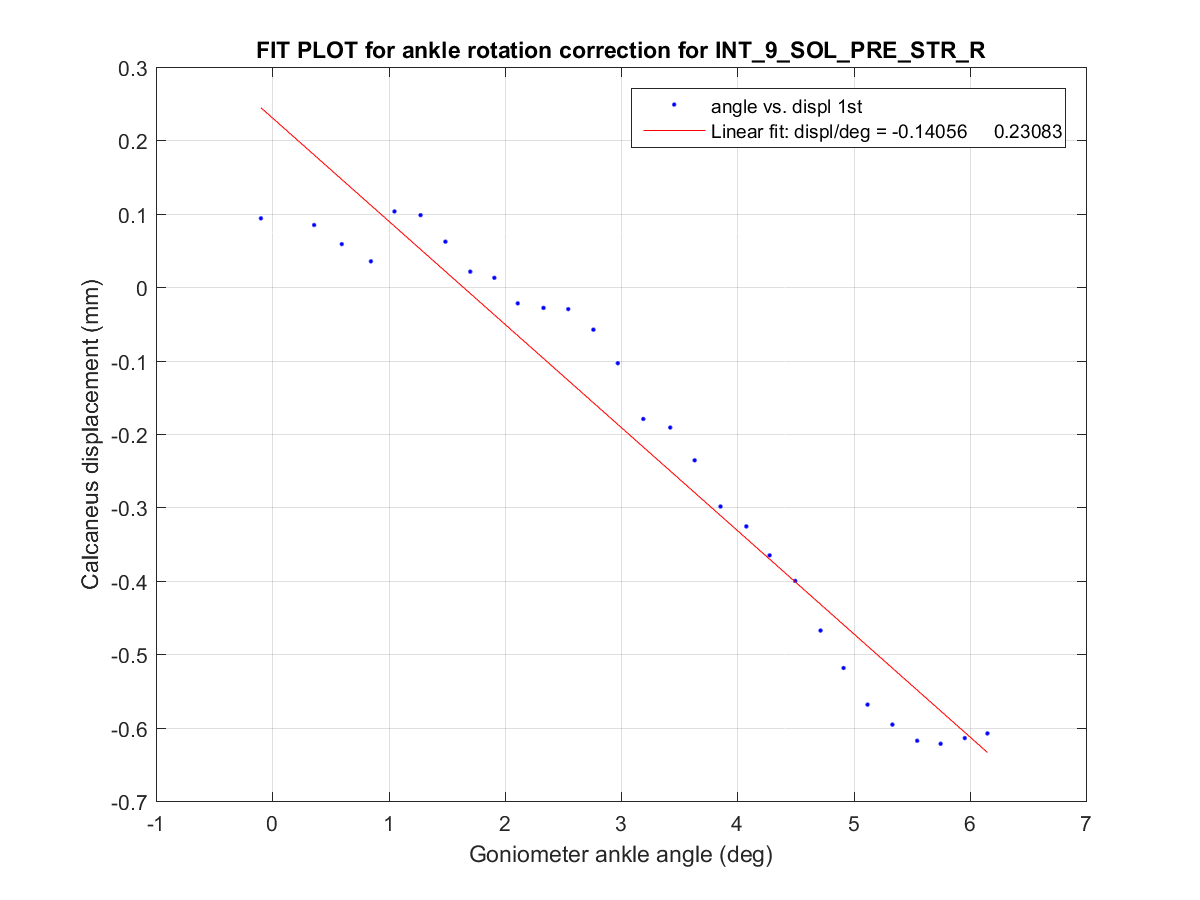 FIT PLOT for ankle rotation correction for INT_9_SOL_PRE_STR_R
angle vs. displ 1st
Linear fit: displ/deg = -0.14056 0.23083
0.3
0.2
0.1
0
-0.1
-0.2
-0.3
-0.4
-0.5
-0.6
-0.7
Calcaneus displacement (mm)
-1 0 1 2 3 4 5 6 7
Goniometer ankle angle (deg)